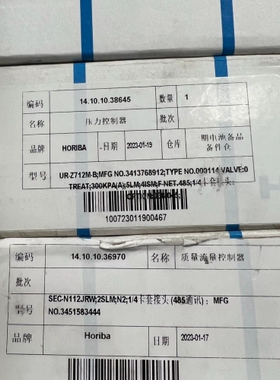 编码 14.10.10.38645 数量 1
名称 压力控制器 批次
品牌 HORIBA -日期 2023-01-19 仓库 期电池备品
备件仓
型号 UR-Z712M-B;MFG NO.3413768912;TYPE NO.000114 VALVE:0
TREAT;300KPA(A);5LM;4ISM;F NET.485;1/4卡套接头;
100723011900467
编码 14.10.10.36970 名称 质量流量控制器
批次
型号 SEC-N112JRW;2SLM;N2;1/4卡套接头(485通讯); MFG
NO.3451583444
品牌 Horiba 日期 2023-01-17